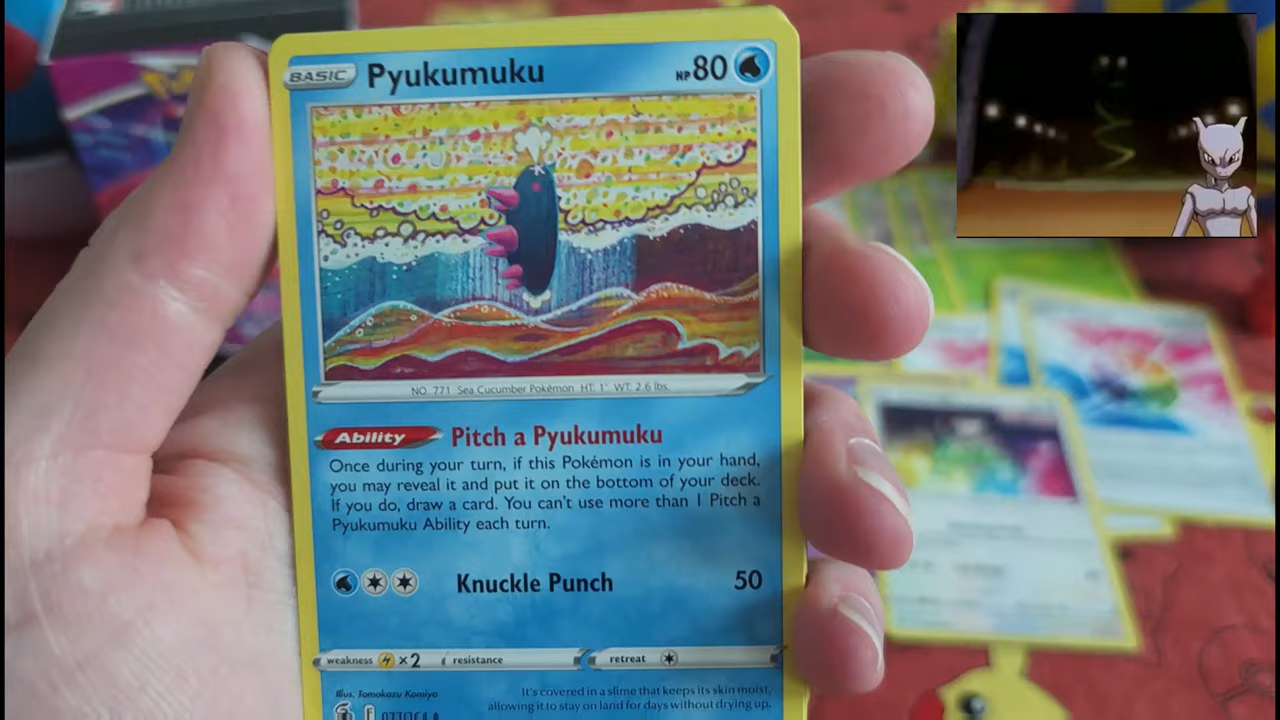 BASIC Pyukumuku HP 80
NO. 771 Sea Cucumber Pokémon HT: 1' WT: 2.6 lbs.
Ability Pitch a Pyukumuku
Once during your turn, if this Pokémon is in your hand,
you may reveal it and put it on the bottom of your deck.
If you do, draw a card. You can't use more than 1 Pitch a
Pyukumuku Ability each turn.
Knuckle Punch 50
weakness ×2 resistance retreat
Illus. Tomokazu Komiya
It's covered in a slime that keeps its skin moist,
allowing it to stay on land for days without drying up.